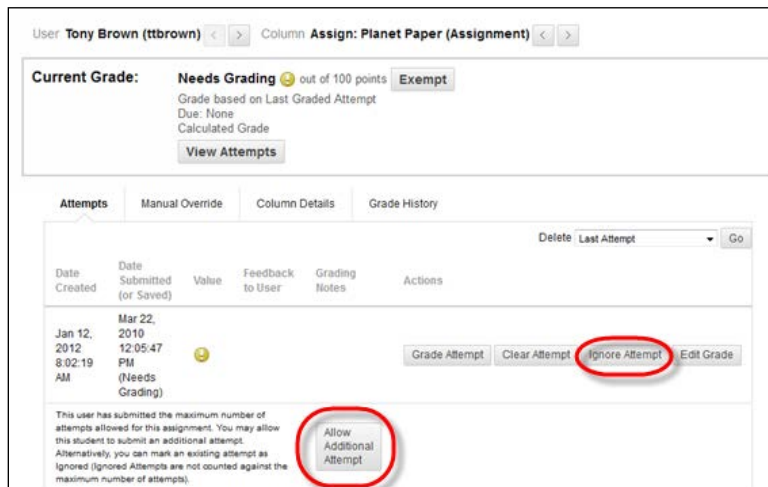 User Tony Brown (ttbrown) < > Column Assign: Planet Paper (Assignment) < >
Current Grade: Needs Grading out of 100 points Exempt
Grade based on Last Graded Attempt
Due: None
Calculated Grade
View Attempts
Attempts Manual Override Column Details Grade History
Delete Last Attempt Go
Date Created Date Submitted (or Saved) Value Feedback to User Grading Notes Actions
Jan 12, 2012 8:02:19 AM Mar 22, 2010 12:05:47 PM (Needs Grading) Grade Attempt Clear Attempt Ignore Attempt Edit Grade
This user has submitted the maximum number of
attempts allowed for this assignment. You may allow
this student to submit an additional attempt.
Alternatively, you can mark an existing attempt as
Ignored (Ignored Attempts are not counted against the
maximum number of attempts).
Allow
Additional
Attempt